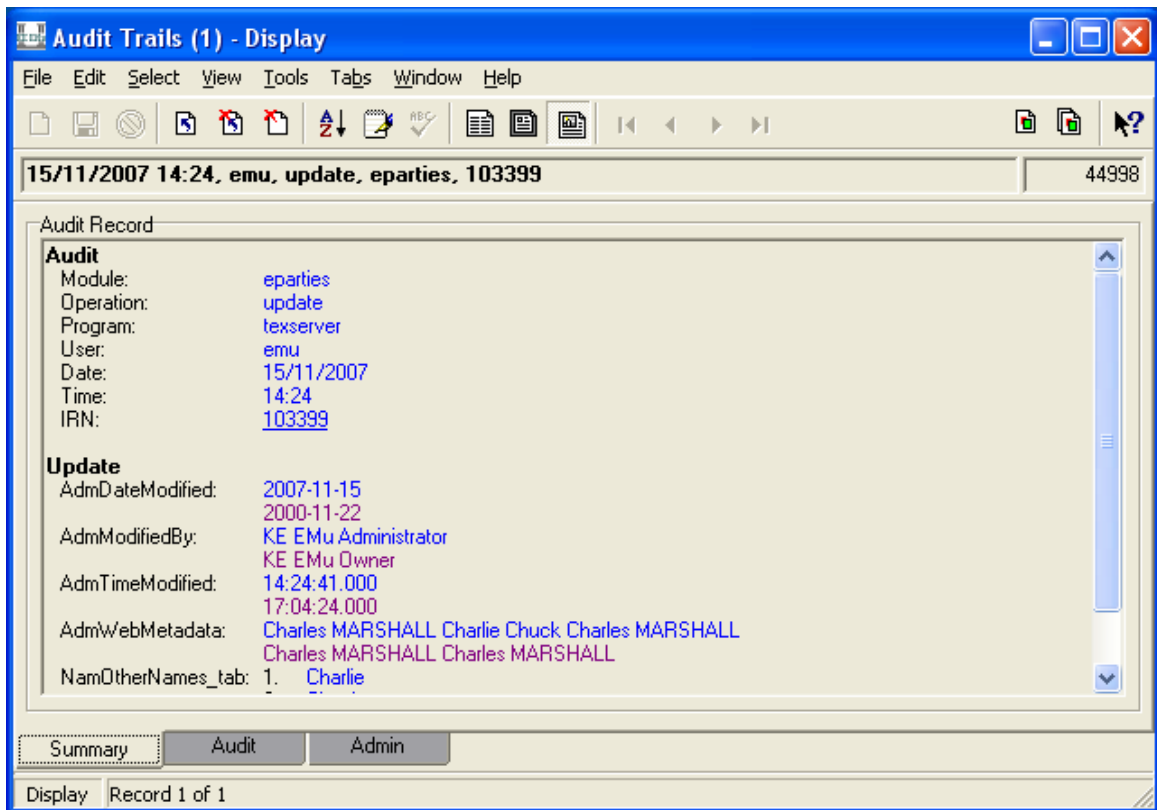 Audit Trails (1) - Display
File Edit Select View Tools Tabs Window Help
15/11/2007 14:24, emu, update, eparties, 103399 44998
Audit Record
Audit
Module: eparties
Operation: update
Program: texserver
User: emu
Date: 15/11/2007
Time: 14:24
IRN: 103399
Update
AdmDateModified: 2007-11-15
2000-11-22
AdmModifiedBy: KE EMu Administrator
KE EMu Owner
AdmTimeModified: 14:24:41.000
17:04:24.000
AdmWebMetadata: Charles MARSHALL Charlie Chuck Charles MARSHALL
Charles MARSHALL Charles MARSHALL
NamOtherNames_tab: 1. Charlie
Summary Audit Admin
Display Record 1 of 1